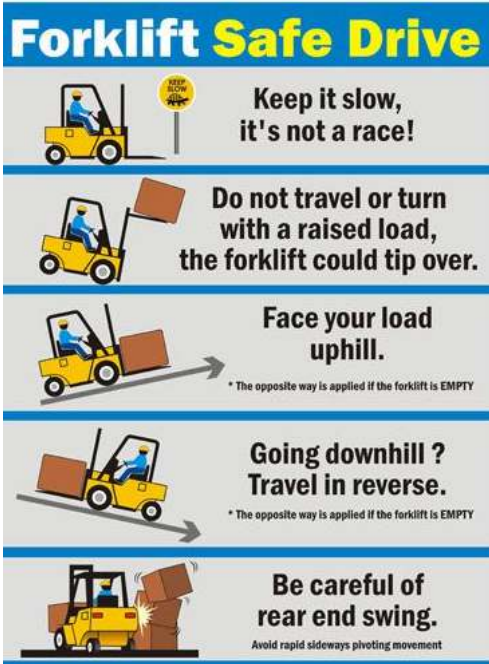 Forklift Safe Drive
KEEP
SLOW
Keep it slow,
it's not a race!
Do not travel or turn
with a raised load,
the forklift could tip over.
Face your load
uphill.
* The opposite way is applied if the forklift is EMPTY
Going downhill ?
Travel in reverse.
* The opposite way is applied if the forklift is EMPTY
Be careful of
rear end swing.
Avoid rapid sideways pivoting movement